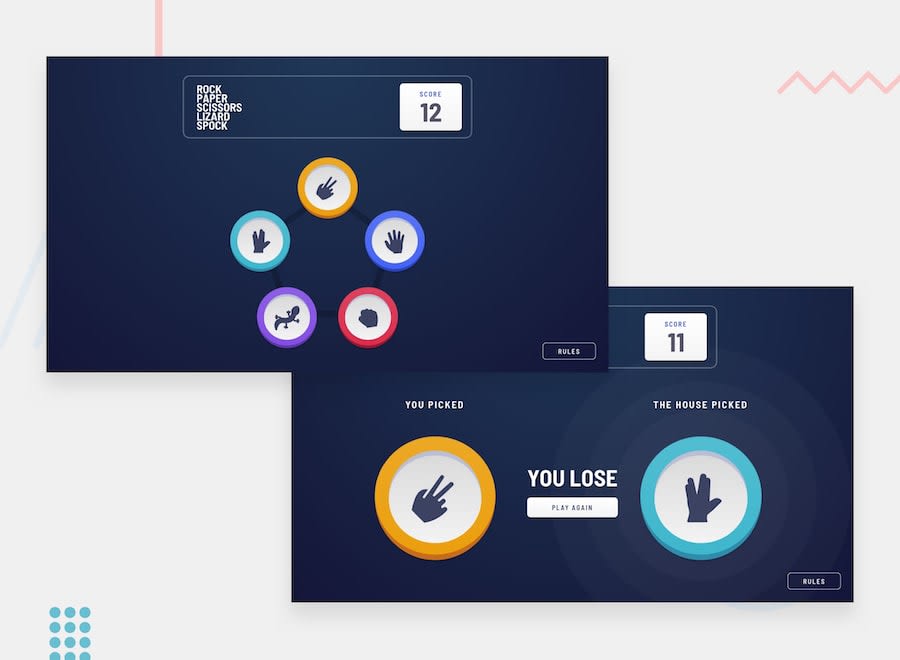 ROCK
PAPER
SCISSORS
LIZARD
SPOCK
SCORE
12
RULES
SCORE
11
YOU PICKED
THE HOUSE PICKED
YOU LOSE
PLAY AGAIN
RULES